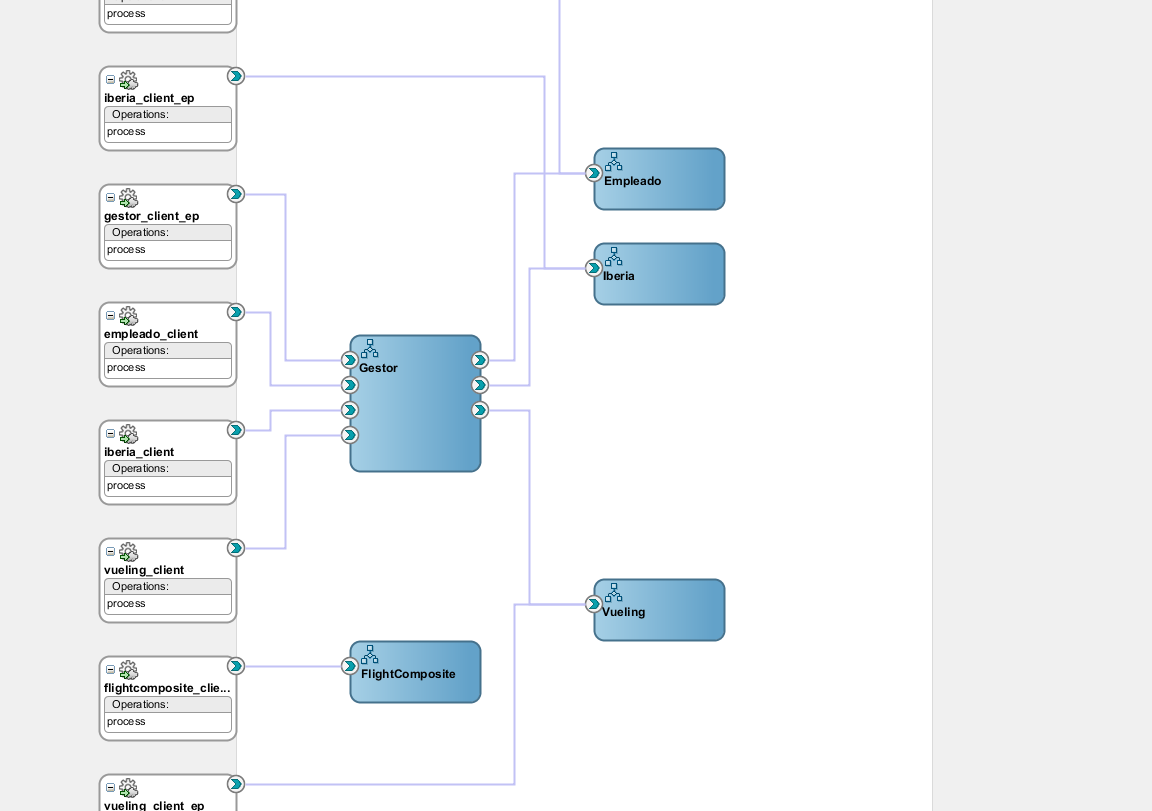 process
iberia_client_ep
Operations:
process
gestor_client_ep
Operations:
process
empleado_client
Operations:
process
iberia_client
Operations:
process
vueling_client
Operations:
process
flightcomposite_clie...
Operations:
process
vueling_client_ep
Empleado
Iberia
Gestor
FlightComposite
Vueling